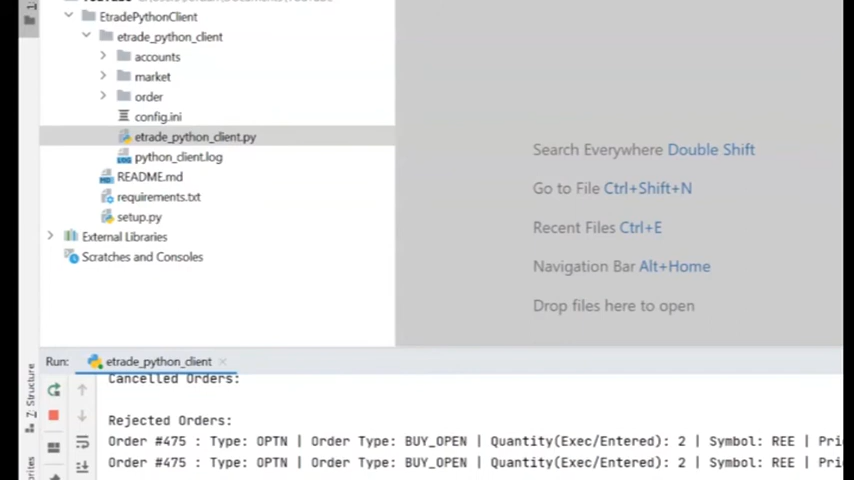 EtradePythonClient
etrade_python_client
accounts
market
order
config.ini
etrade_python_client.py
python_client.log
README.md
requirements.txt
setup.py
External Libraries
Scratches and Consoles
Search Everywhere Double Shift
Go to File Ctrl+Shift+N
Recent Files Ctrl+E
Navigation Bar Alt+Home
Drop files here to open
Run: etrade_python_client
Cancelled Orders:
Rejected Orders:
Order #475 : Type: OPTN | Order Type: BUY_OPEN | Quantity(Exec/Entered): 2 | Symbol: REE | Pri
Order #475 : Type: OPTN | Order Type: BUY_OPEN | Quantity(Exec/Entered): 2 | Symbol: REE | Pri
7: Structure